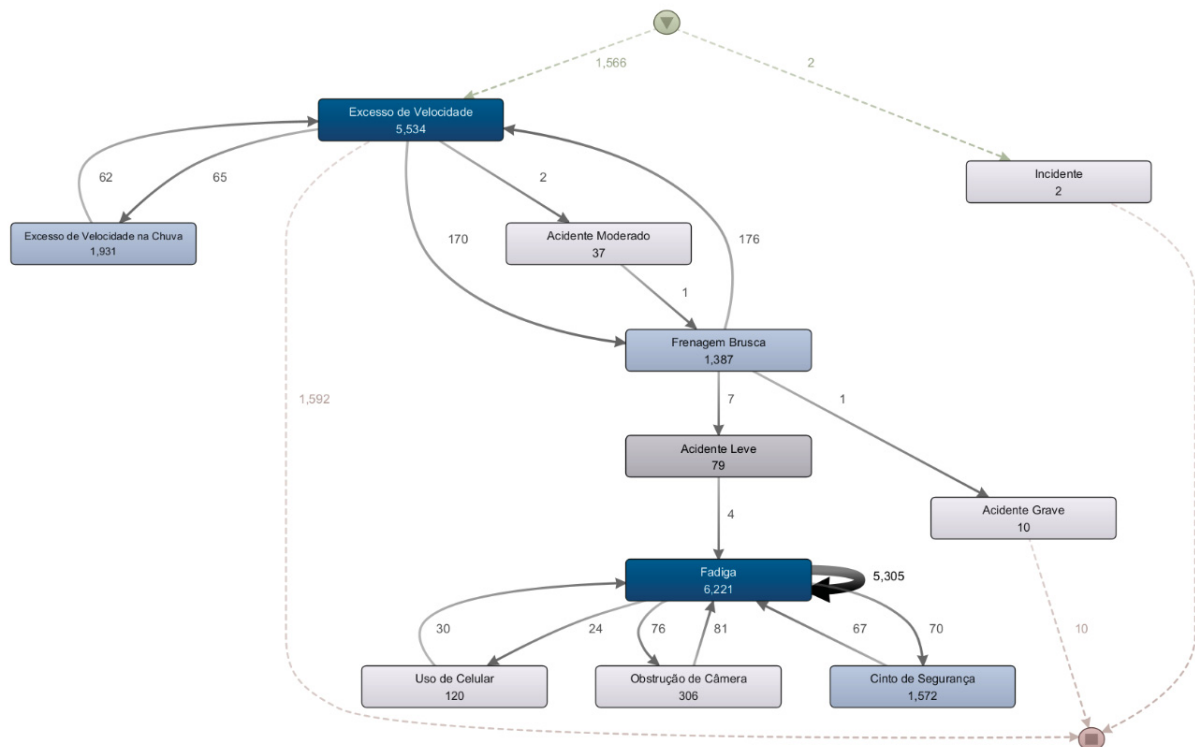 1,566
2
Excesso de Velocidade
5,534
Incidente
2
62
65
2
Excesso de Velocidade na Chuva
1,931
170
Acidente Moderado
37
176
1
Frenagem Brusca
1,387
1,592
7
1
Acidente Leve
79
Acidente Grave
10
4
Fadiga
6,221
5,305
30
24
76
81
67
70
10
Uso de Celular
120
Obstrução de Câmera
306
Cinto de Segurança
1,572